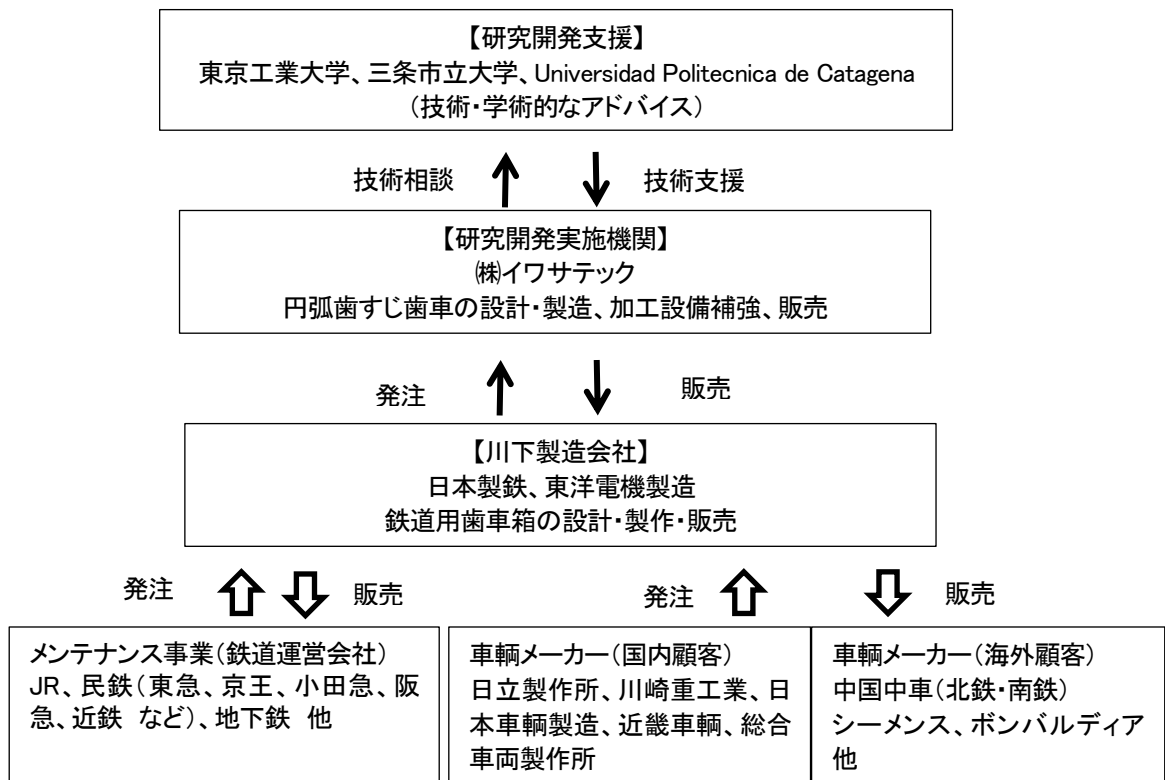 【研究開発支援】
東京工業大学、三条市立大学、Universidad Politecnica de Catagena
（技術・学術的なアドバイス）
技術相談
技術支援
【研究開発実施機関】
㈱イワサテック
円弧歯すじ歯車の設計・製造、加工設備補強、販売
発注
販売
【川下製造会社】
日本製鉄、東洋電機製造
鉄道用歯車箱の設計・製作・販売
発注
販売
発注
販売
メンテナンス事業（鉄道運営会社）
JR、民鉄（東急、京王、小田急、阪
急、近鉄 など）、地下鉄 他
車輌メーカー（国内顧客）
日立製作所、川崎重工業、日
本車輌製造、近畿車輌、総合
車両製作所
車輌メーカー（海外顧客）
中国中車（北鉄・南鉄）
シーメンス、ボンバルディア
他